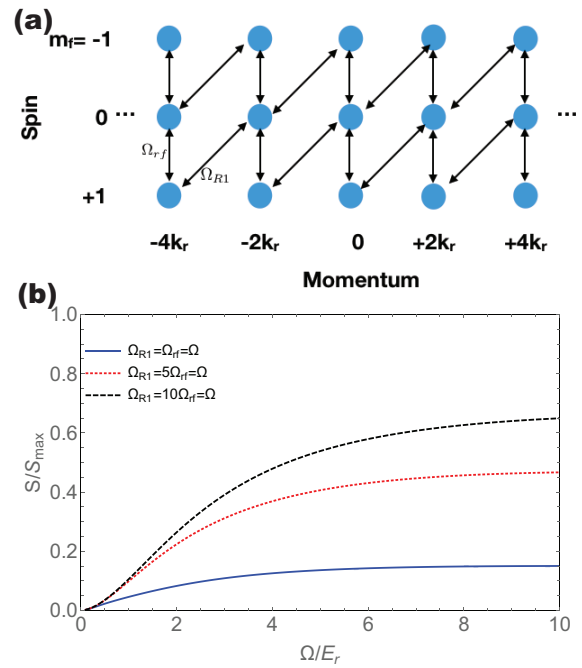 (a)
m_f= -1
Spin
0
... ...
Ω_rf
Ω_R1
+1
-4k_r -2k_r 0 +2k_r +4k_r
Momentum
(b)
1.0
Ω_R1=Ω_rf=Ω
0.8
Ω_R1=5Ω_rf=Ω
Ω_R1=10Ω_rf=Ω
0.6
S/S_max
0.4
0.2
0.0
0 2 4 6 8 10
Ω/E_r